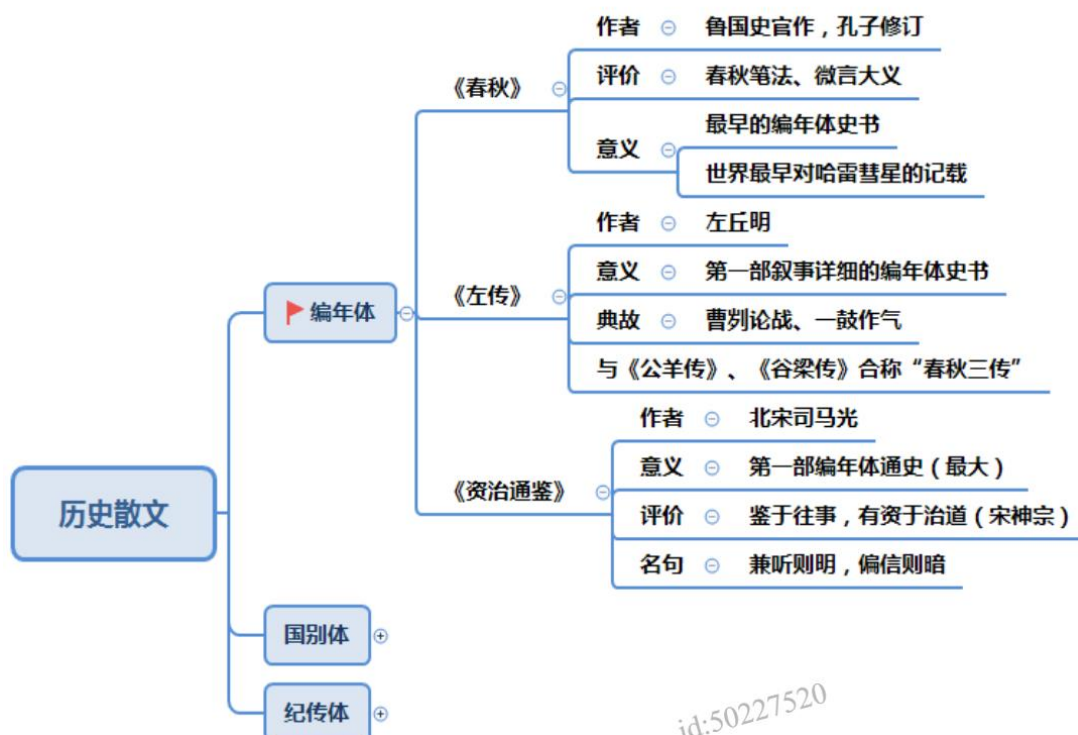 历史散文
编年体
《春秋》
作者
鲁国史官作，孔子修订
评价
春秋笔法、微言大义
意义
最早的编年体史书
世界最早对哈雷彗星的记载
《左传》
作者
左丘明
意义
第一部叙事详细的编年体史书
典故
曹刿论战、一鼓作气
与《公羊传》、《谷梁传》合称“春秋三传”
《资治通鉴》
作者
北宋司马光
意义
第一部编年体通史（最大）
评价
鉴于往事，有资于治道（宋神宗）
名句
兼听则明，偏信则暗
国别体
纪传体
id:50227520